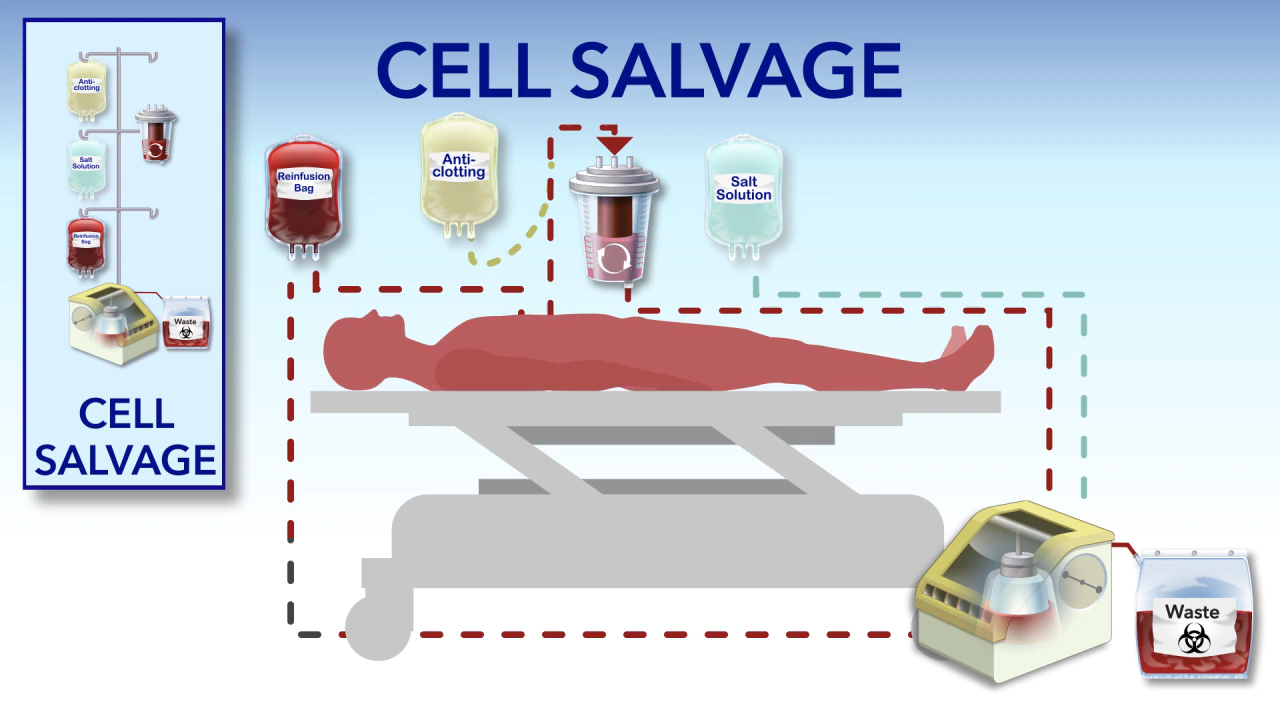 CELL SALVAGE
Anti-
clotting
Salt
Solution
Reinfusion
Bag
Waste
CELL
SALVAGE
Reinfusion
Bag
Anti-
clotting
Salt
Solution
Waste